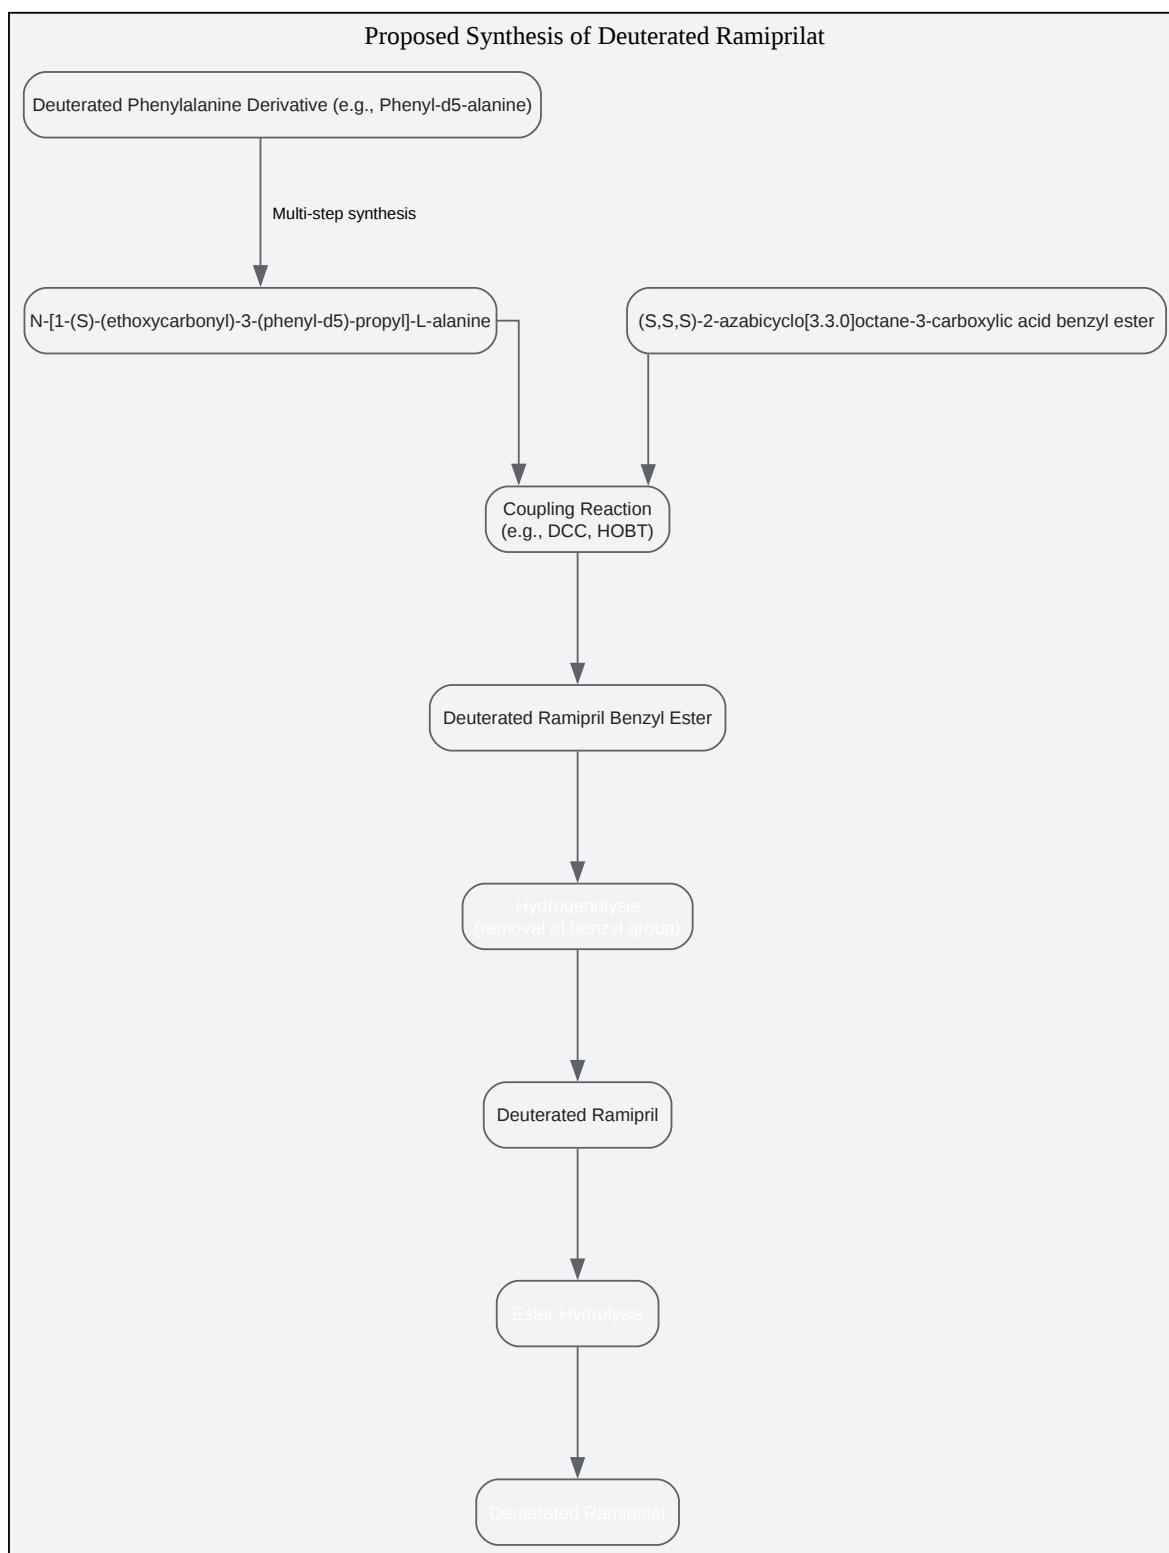 Proposed Synthesis of Deuterated Ramiprilat
Deuterated Phenylalanine Derivative (e.g., Phenyl-d5-alanine)
Multi-step synthesis
N-[1-(S)-(ethoxycarbonyl)-3-(phenyl-d5)-propyl]-L-alanine
(S,S,S)-2-azabicyclo[3.3.0]octane-3-carboxylic acid benzyl ester
Coupling Reaction
(e.g., DCC, HOBT)
Deuterated Ramipril Benzyl Ester
Hydrogenolysis
(removal of benzyl group)
Deuterated Ramipril
Ester Hydrolysis
Deuterated Ramiprilat